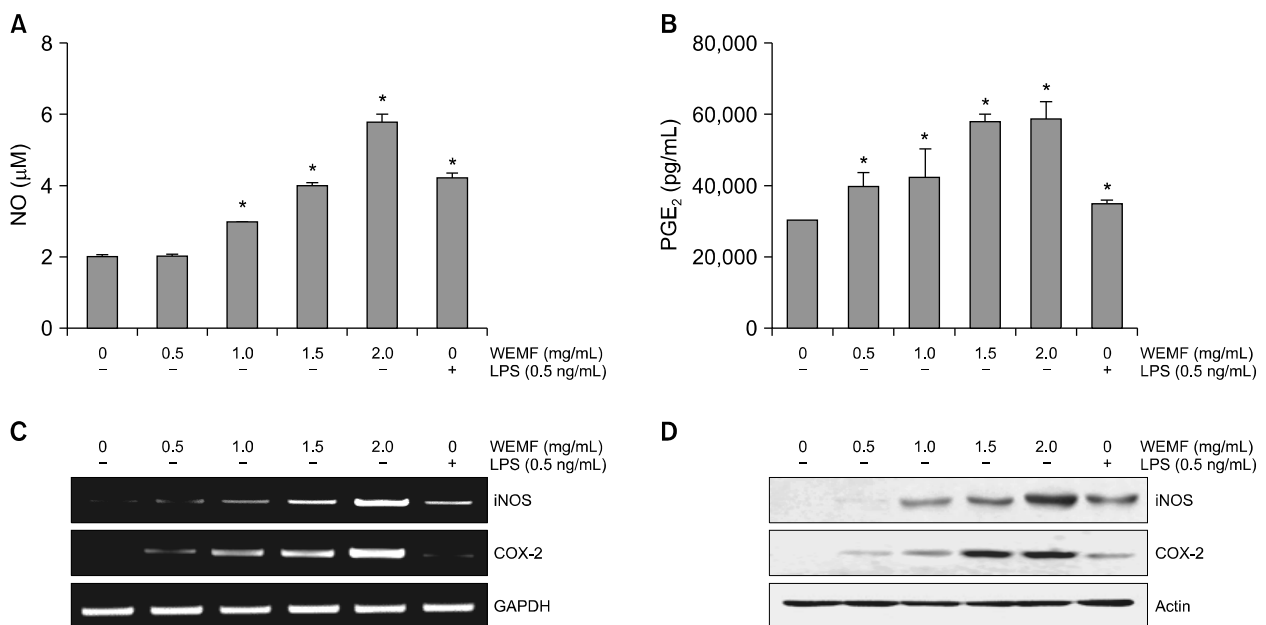 A
8
6
4
2
0
NO (μM)
* * * * 
0 0.5 1.0 1.5 2.0 0 WEMF (mg/mL)
– – – – – + LPS (0.5 ng/mL)
B
80,000
60,000
40,000
20,000
0
PGE₂ (pg/mL)
* * * * *
0 0.5 1.0 1.5 2.0 0 WEMF (mg/mL)
– – – – – + LPS (0.5 ng/mL)
C
0 0.5 1.0 1.5 2.0 0 WEMF (mg/mL)
– – – – – + LPS (0.5 ng/mL)
iNOS
COX-2
GAPDH
D
0 0.5 1.0 1.5 2.0 0 WEMF (mg/mL)
– – – – – + LPS (0.5 ng/mL)
iNOS
COX-2
Actin